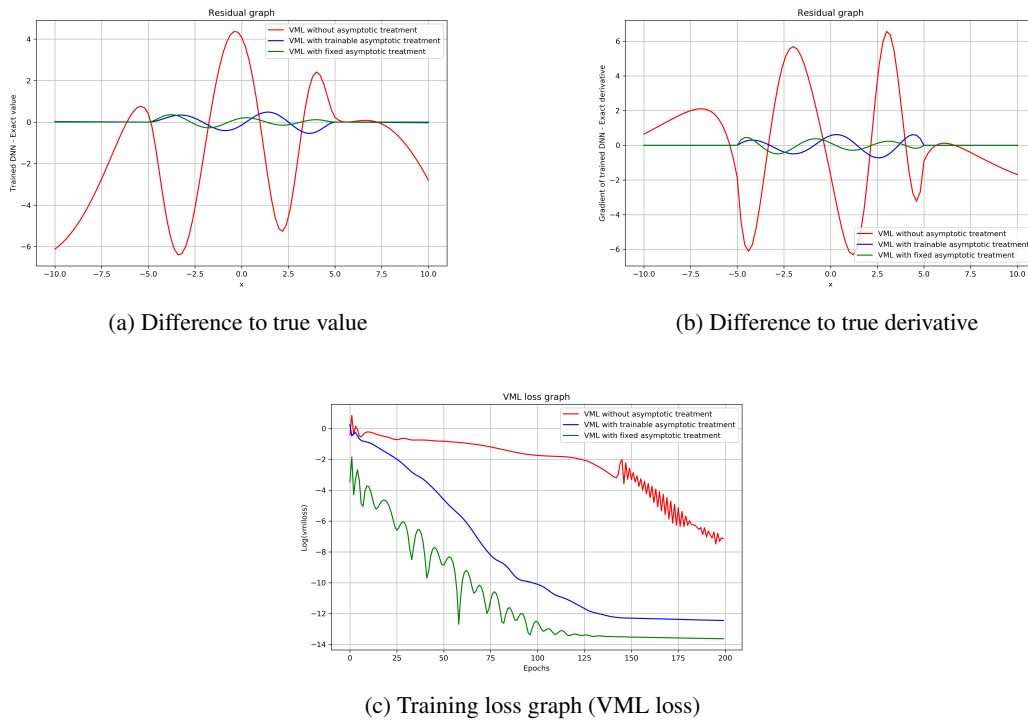 Residual graph
VML without asymptotic treatment
VML with trainable asymptotic treatment
VML with fixed asymptotic treatment
Trained DNN - Exact value
4
2
0
−2
−4
−6
−10.0 −7.5 −5.0 −2.5 0.0 2.5 5.0 7.5 10.0
x
(a) Difference to true value
Residual graph
Gradient of trained DNN - Exact derivative
6
4
2
0
−2
−4
−6
VML without asymptotic treatment
VML with trainable asymptotic treatment
VML with fixed asymptotic treatment
−10.0 −7.5 −5.0 −2.5 0.0 2.5 5.0 7.5 10.0
x
(b) Difference to true derivative
VML loss graph
VML without asymptotic treatment
VML with trainable asymptotic treatment
VML with fixed asymptotic treatment
Log(vmlloss)
0
−2
−4
−6
−8
−10
−12
−14
0 25 50 75 100 125 150 175 200
Epochs
(c) Training loss graph (VML loss)